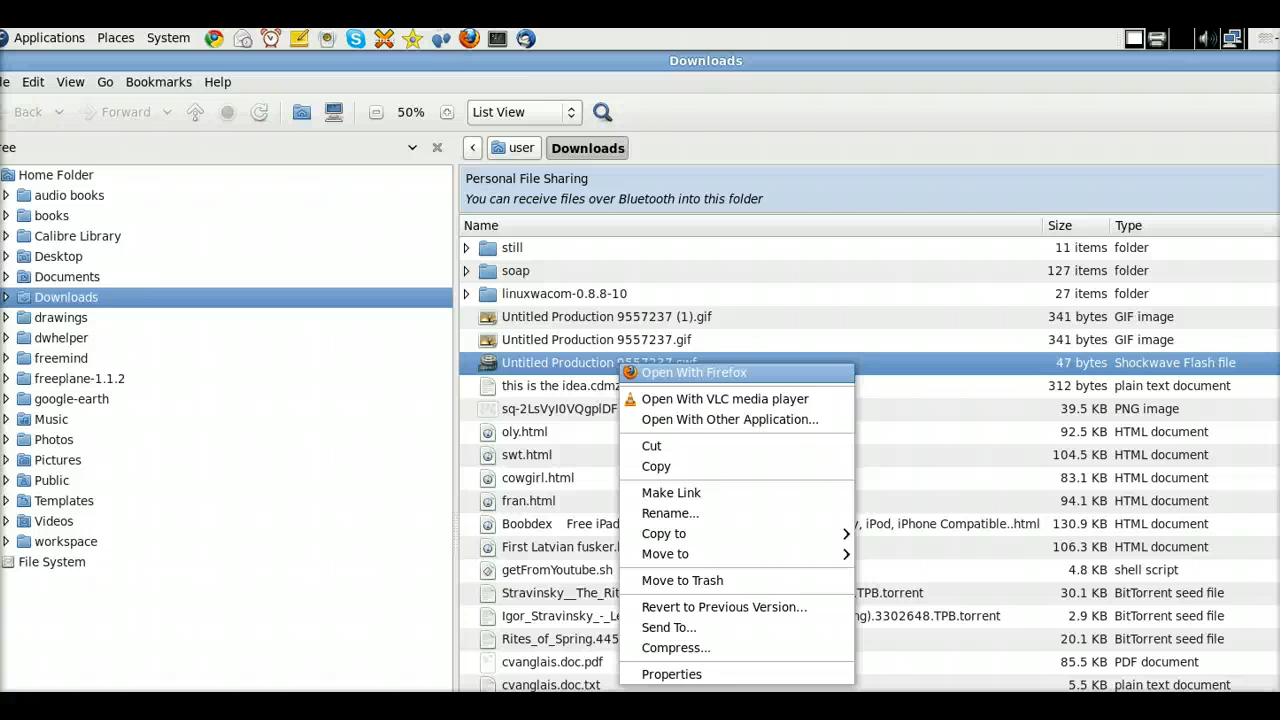 Applications Places System
Downloads
Edit View Go Bookmarks Help
Back Forward 50% List View
user Downloads
Home Folder
audio books
books
Calibre Library
Desktop
Documents
Downloads
drawings
dwhelper
freemind
freeplane-1.1.2
google-earth
Music
Photos
Pictures
Public
Templates
Videos
workspace
File System
Personal File Sharing
You can receive files over Bluetooth into this folder
Name Size Type
still 11 items folder
soap 127 items folder
linuxwacom-0.8.8-10 27 items folder
Untitled Production 9557237 (1).gif 341 bytes GIF image
Untitled Production 9557237.gif 341 bytes GIF image
Untitled Production 9557237.swf 47 bytes Shockwave Flash file
this is the idea.cdmz 312 bytes plain text document
sq-2LsVyI0VQgplDF 39.5 KB PNG image
oly.html 92.5 KB HTML document
swt.html 104.5 KB HTML document
cowgirl.html 83.1 KB HTML document
fran.html 94.1 KB HTML document
Boobdex Free iPad , iPod, iPhone Compatible..html 130.9 KB HTML document
First Latvian fusker. 106.3 KB HTML document
getFromYoutube.sh 4.8 KB shell script
Stravinsky__The_Rit .TPB.torrent 30.1 KB BitTorrent seed file
Igor_Stravinsky_-_Le ng).3302648.TPB.torrent 2.9 KB BitTorrent seed file
Rites_of_Spring.445 20.1 KB BitTorrent seed file
cvanglais.doc.pdf 85.5 KB PDF document
cvanglais.doc.txt 5.5 KB plain text document
Open With Firefox
Open With VLC media player
Open With Other Application...
Cut
Copy
Make Link
Rename...
Copy to
Move to
Move to Trash
Revert to Previous Version...
Send To...
Compress...
Properties